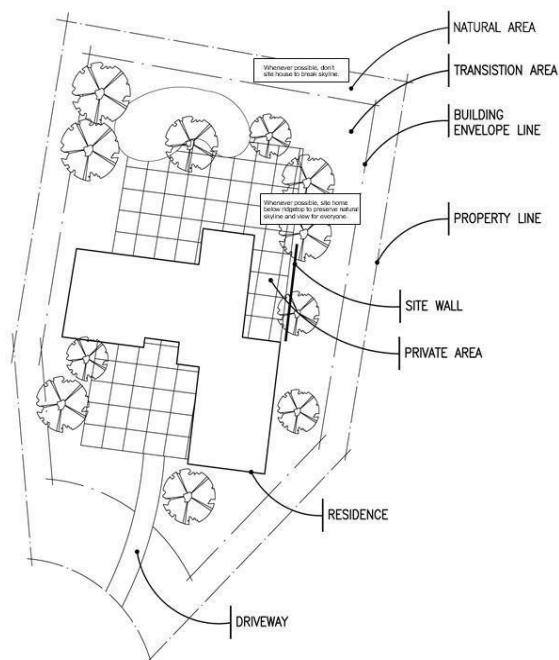 NATURAL AREA
Whenever possible, don't
site house to break skyline.
TRANSISTION AREA
BUILDING
ENVELOPE LINE
Whenever possible, site home
below ridgetop to preserve natural
skyline and view for everyone.
PROPERTY LINE
SITE WALL
PRIVATE AREA
RESIDENCE
DRIVEWAY